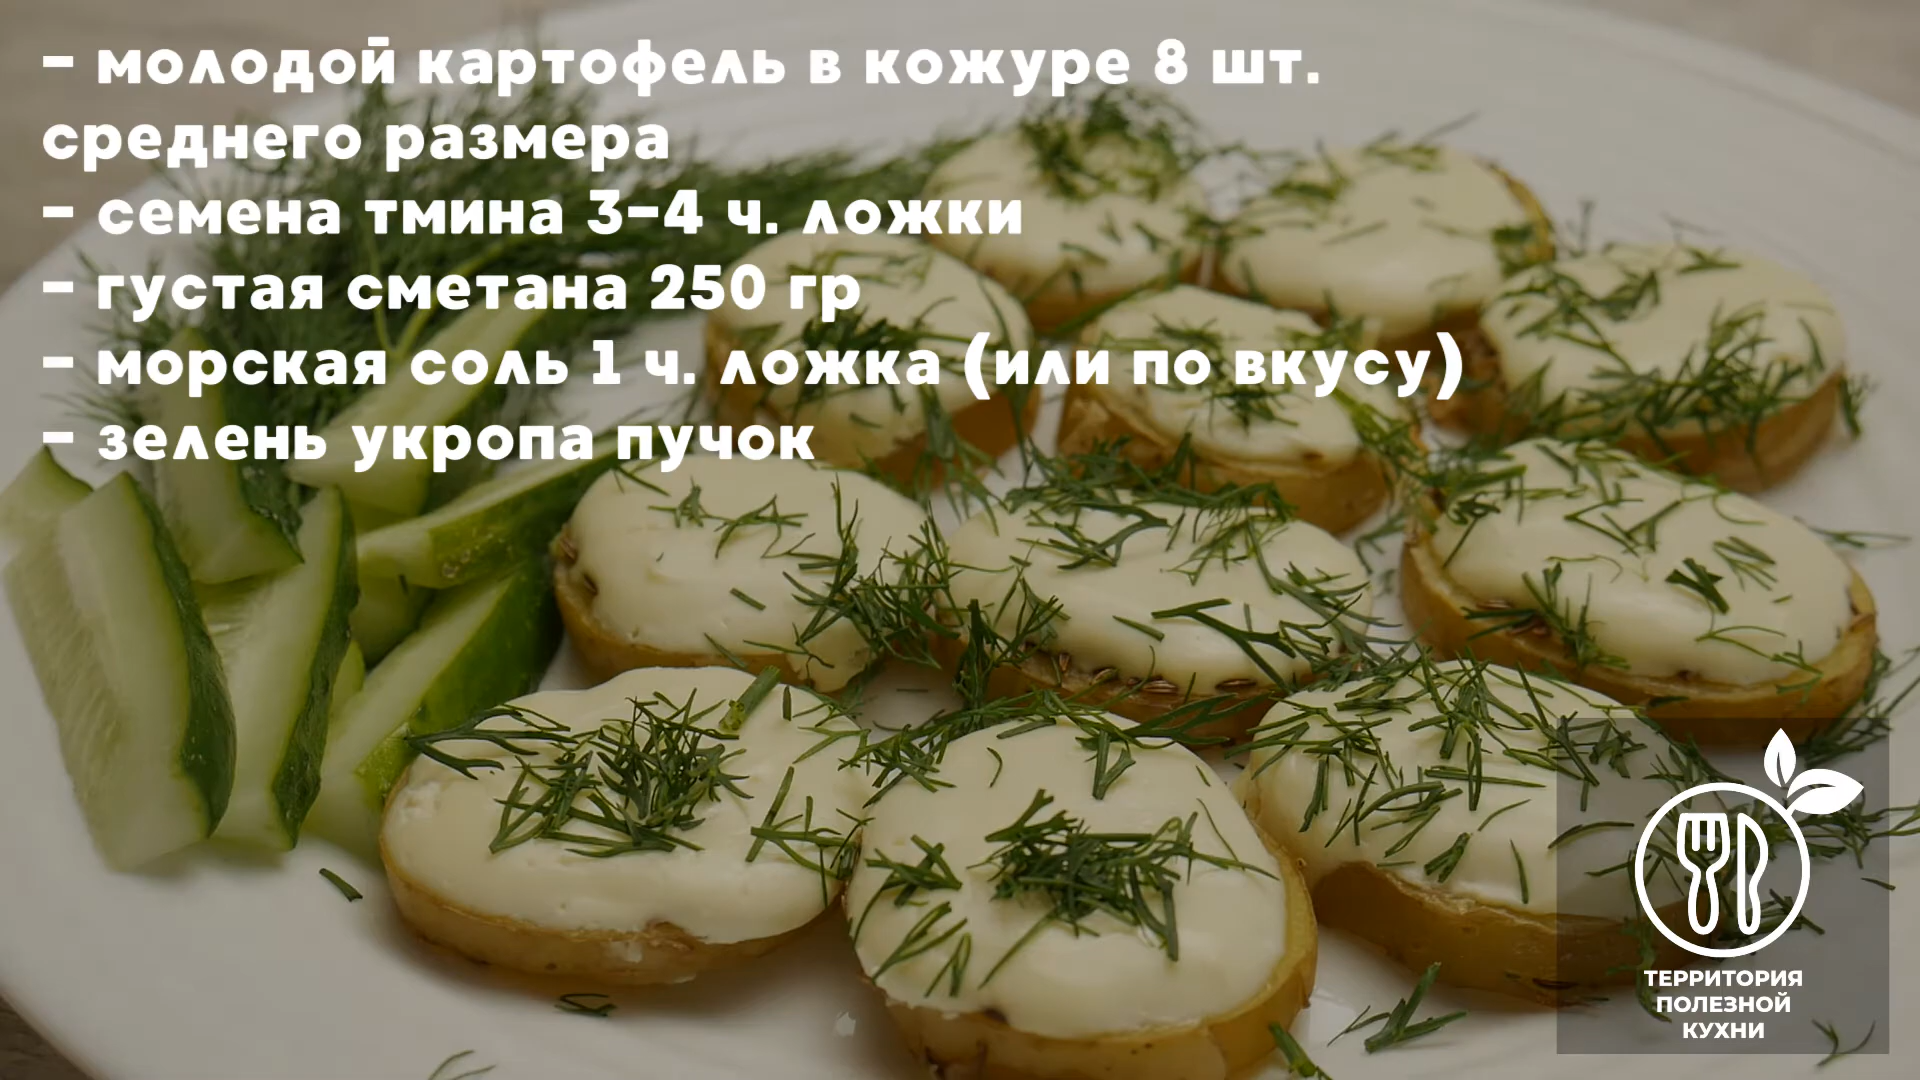 - молодой картофель в кожуре 8 шт.
среднего размера
- семена тмина 3-4 ч. ложки
- густая сметана 250 гр
- морская соль 1 ч. ложка (или по вкусу)
- зелень укропа пучок
ТЕРРИТОРИЯ
ПОЛЕЗНОЙ
КУХНИ